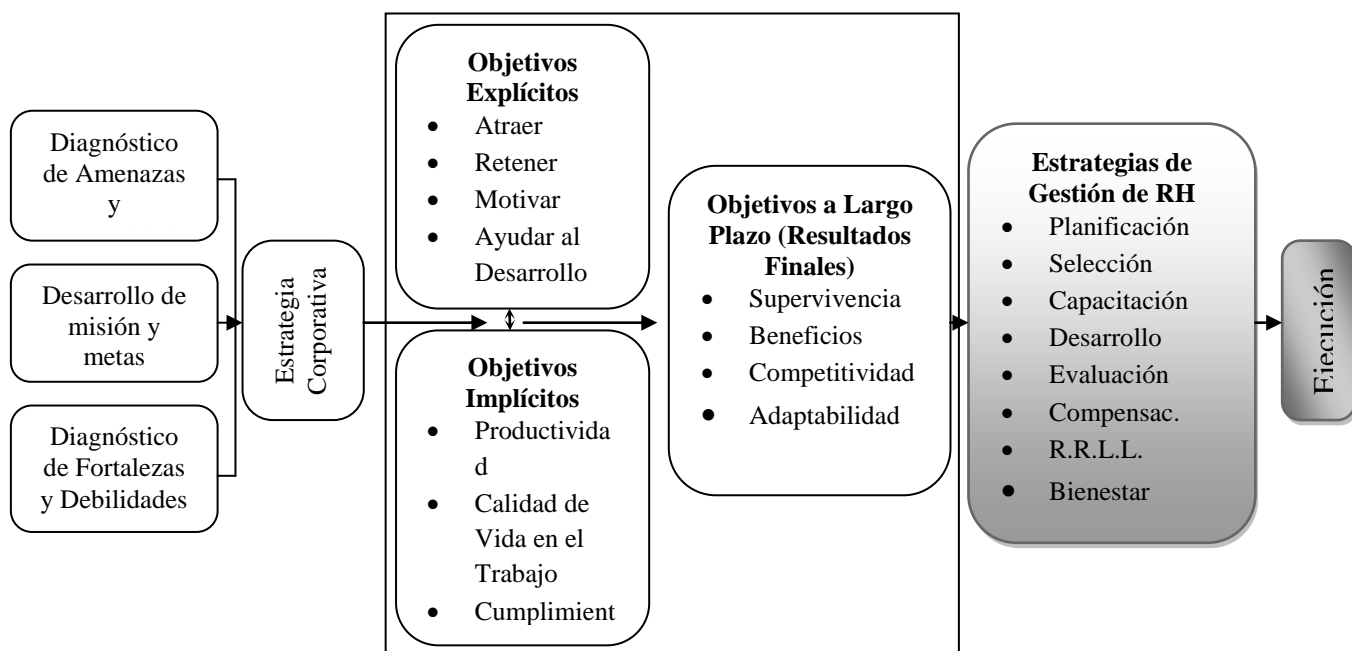 Diagnóstico
de Amenazas
y
Desarrollo de
misión y
metas
Diagnóstico
de Fortalezas
y Debilidades
Estrategia
Corporativa
Objetivos
Explícitos
• Atraer
• Retener
• Motivar
• Ayudar al
Desarrollo
Objetivos
Implícitos
• Productivida
d
• Calidad de
Vida en el
Trabajo
• Cumplimient
Objetivos a Largo
Plazo (Resultados
Finales)
• Supervivencia
• Beneficios
• Competitividad
• Adaptabilidad
Estrategias de
Gestión de RH
• Planificación
• Selección
• Capacitación
• Desarrollo
• Evaluación
• Compensac.
• R.R.L.L.
• Bienestar
Ejecución